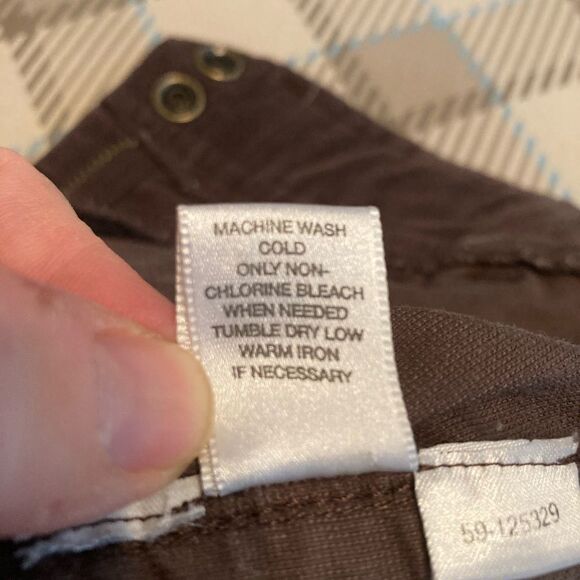 MACHINE WASH
COLD
ONLY NON-
CHLORINE BLEACH
WHEN NEEDED
TUMBLE DRY LOW
WARM IRON
IF NECESSARY
59-125329